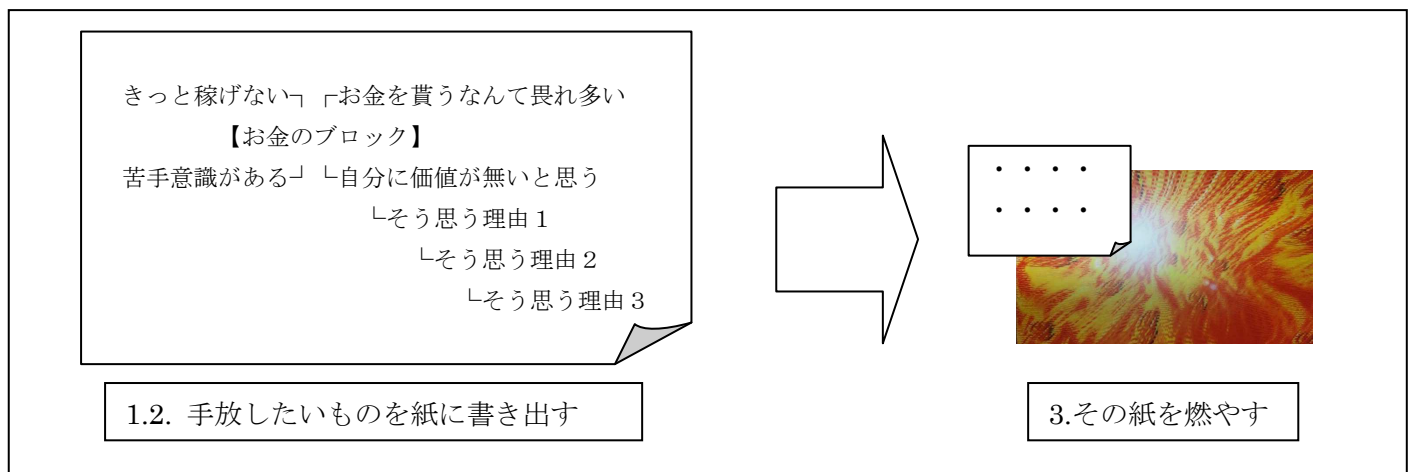 きっと稼げない┐ ┌お金を貰うなんて畏れ多い
【お金のブロック】
苦手意識がある┘ └自分に価値が無いと思う
└そう思う理由1
└そう思う理由2
└そう思う理由3
1.2. 手放したいものを紙に書き出す
・・・・
・・・・
3.その紙を燃やす